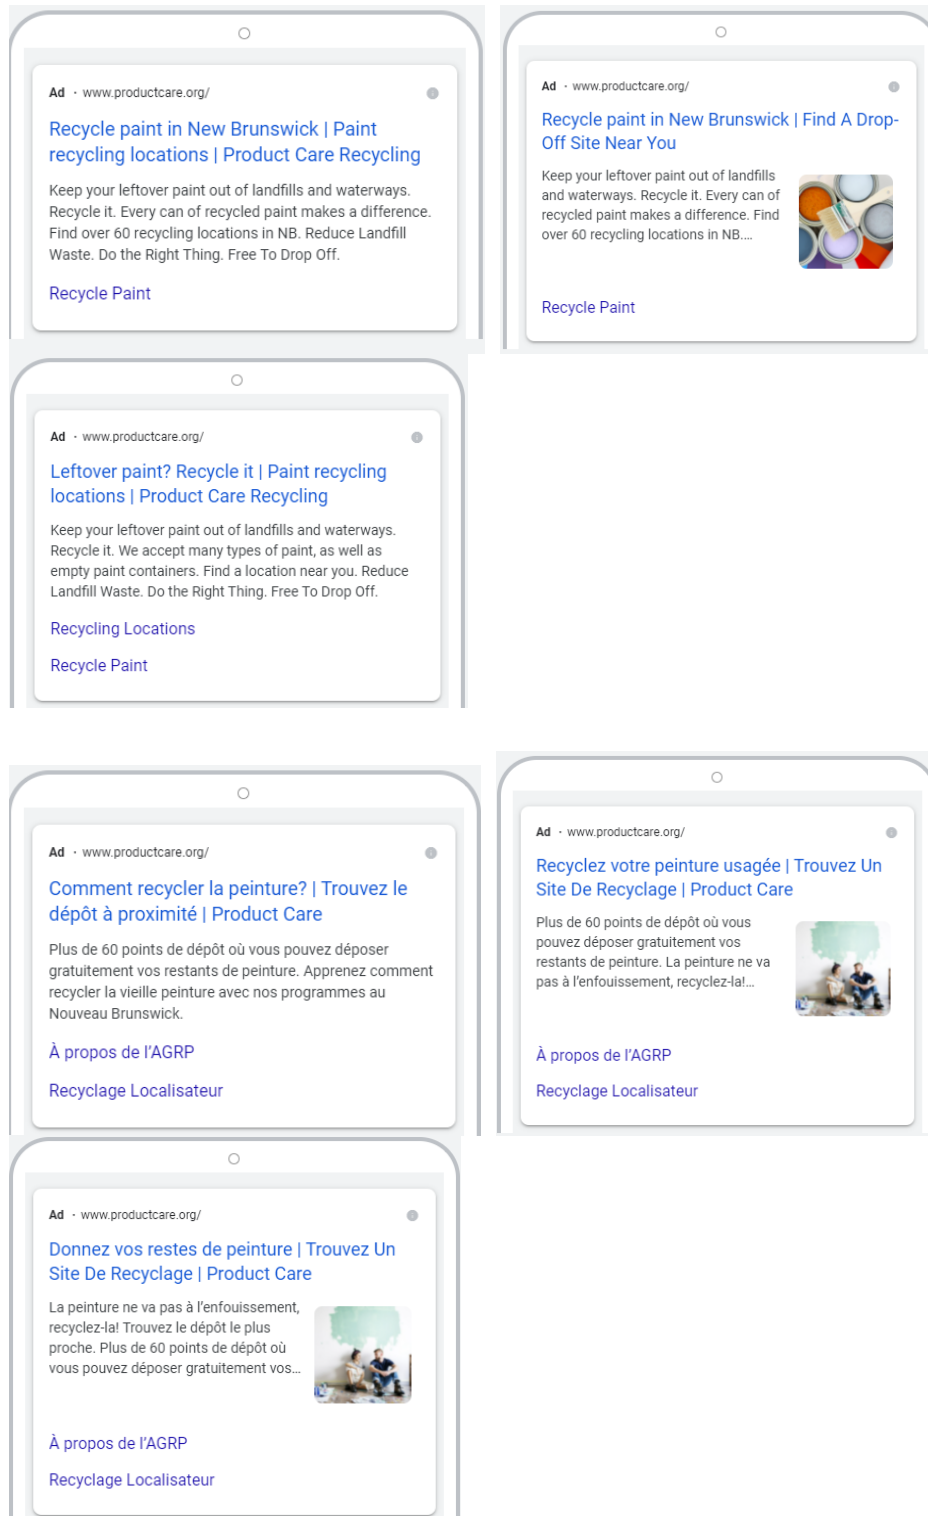 Ad · www.productcare.org/
Recycle paint in New Brunswick | Paint
recycling locations | Product Care Recycling
Keep your leftover paint out of landfills and waterways.
Recycle it. Every can of recycled paint makes a difference.
Find over 60 recycling locations in NB. Reduce Landfill
Waste. Do the Right Thing. Free To Drop Off.
Recycle Paint
Ad · www.productcare.org/
Recycle paint in New Brunswick | Find A Drop-
Off Site Near You
Keep your leftover paint out of landfills
and waterways. Recycle it. Every can of
recycled paint makes a difference. Find
over 60 recycling locations in NB....
Recycle Paint
Ad · www.productcare.org/
Leftover paint? Recycle it | Paint recycling
locations | Product Care Recycling
Keep your leftover paint out of landfills and waterways.
Recycle it. We accept many types of paint, as well as
empty paint containers. Find a location near you. Reduce
Landfill Waste. Do the Right Thing. Free To Drop Off.
Recycling Locations
Recycle Paint
Ad · www.productcare.org/
Comment recycler la peinture? | Trouvez le
dépôt à proximité | Product Care
Plus de 60 points de dépôt où vous pouvez déposer
gratuitement vos restants de peinture. Apprenez comment
recycler la vieille peinture avec nos programmes au
Nouveau Brunswick.
À propos de l'AGRP
Recyclage Localisateur
Ad · www.productcare.org/
Recyclez votre peinture usagée | Trouvez Un
Site De Recyclage | Product Care
Plus de 60 points de dépôt où vous
pouvez déposer gratuitement vos
restants de peinture. La peinture ne va
pas à l'enfouissement, recyclez-la!...
À propos de l'AGRP
Recyclage Localisateur
Ad · www.productcare.org/
Donnez vos restes de peinture | Trouvez Un
Site De Recyclage | Product Care
La peinture ne va pas à l'enfouissement,
recyclez-la! Trouvez le dépôt le plus
proche. Plus de 60 points de dépôt où
vous pouvez déposer gratuitement vos...
À propos de l'AGRP
Recyclage Localisateur